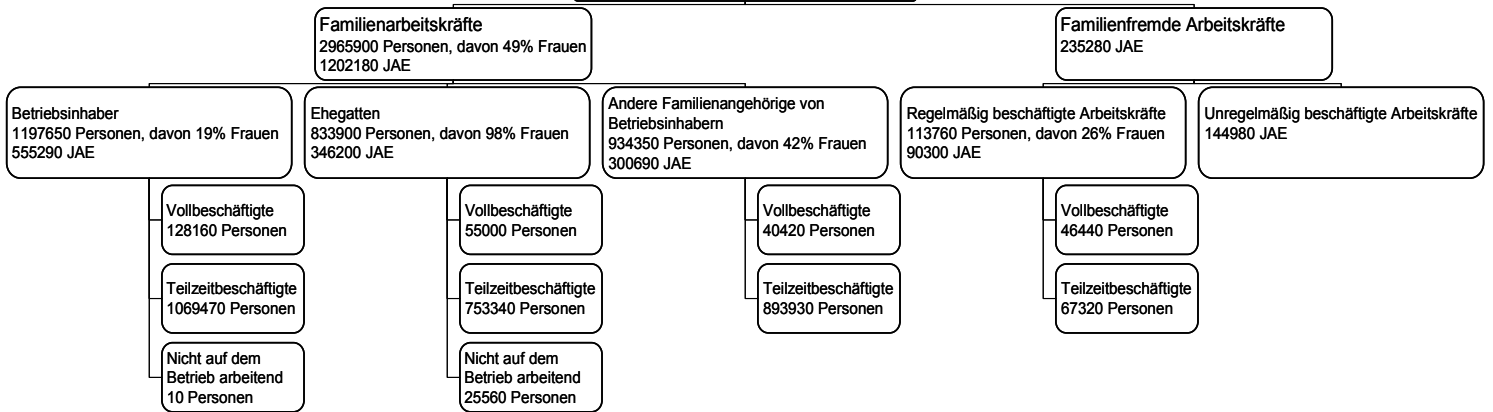 Familienarbeitskräfte
2965900 Personen, davon 49% Frauen
1202180 JAE
Familienfremde Arbeitskräfte
235280 JAE
Betriebsinhaber
1197650 Personen, davon 19% Frauen
555290 JAE
Ehegatten
833900 Personen, davon 98% Frauen
346200 JAE
Andere Familienangehörige von
Betriebsinhabern
934350 Personen, davon 42% Frauen
300690 JAE
Regelmäßig beschäftigte Arbeitskräfte
113760 Personen, davon 26% Frauen
90300 JAE
Unregelmäßig beschäftigte Arbeitskräfte
144980 JAE
Vollbeschäftigte
128160 Personen
Teilzeitbeschäftigte
1069470 Personen
Nicht auf dem
Betrieb arbeitend
10 Personen
Vollbeschäftigte
55000 Personen
Teilzeitbeschäftigte
753340 Personen
Nicht auf dem
Betrieb arbeitend
25560 Personen
Vollbeschäftigte
40420 Personen
Teilzeitbeschäftigte
893930 Personen
Vollbeschäftigte
46440 Personen
Teilzeitbeschäftigte
67320 Personen